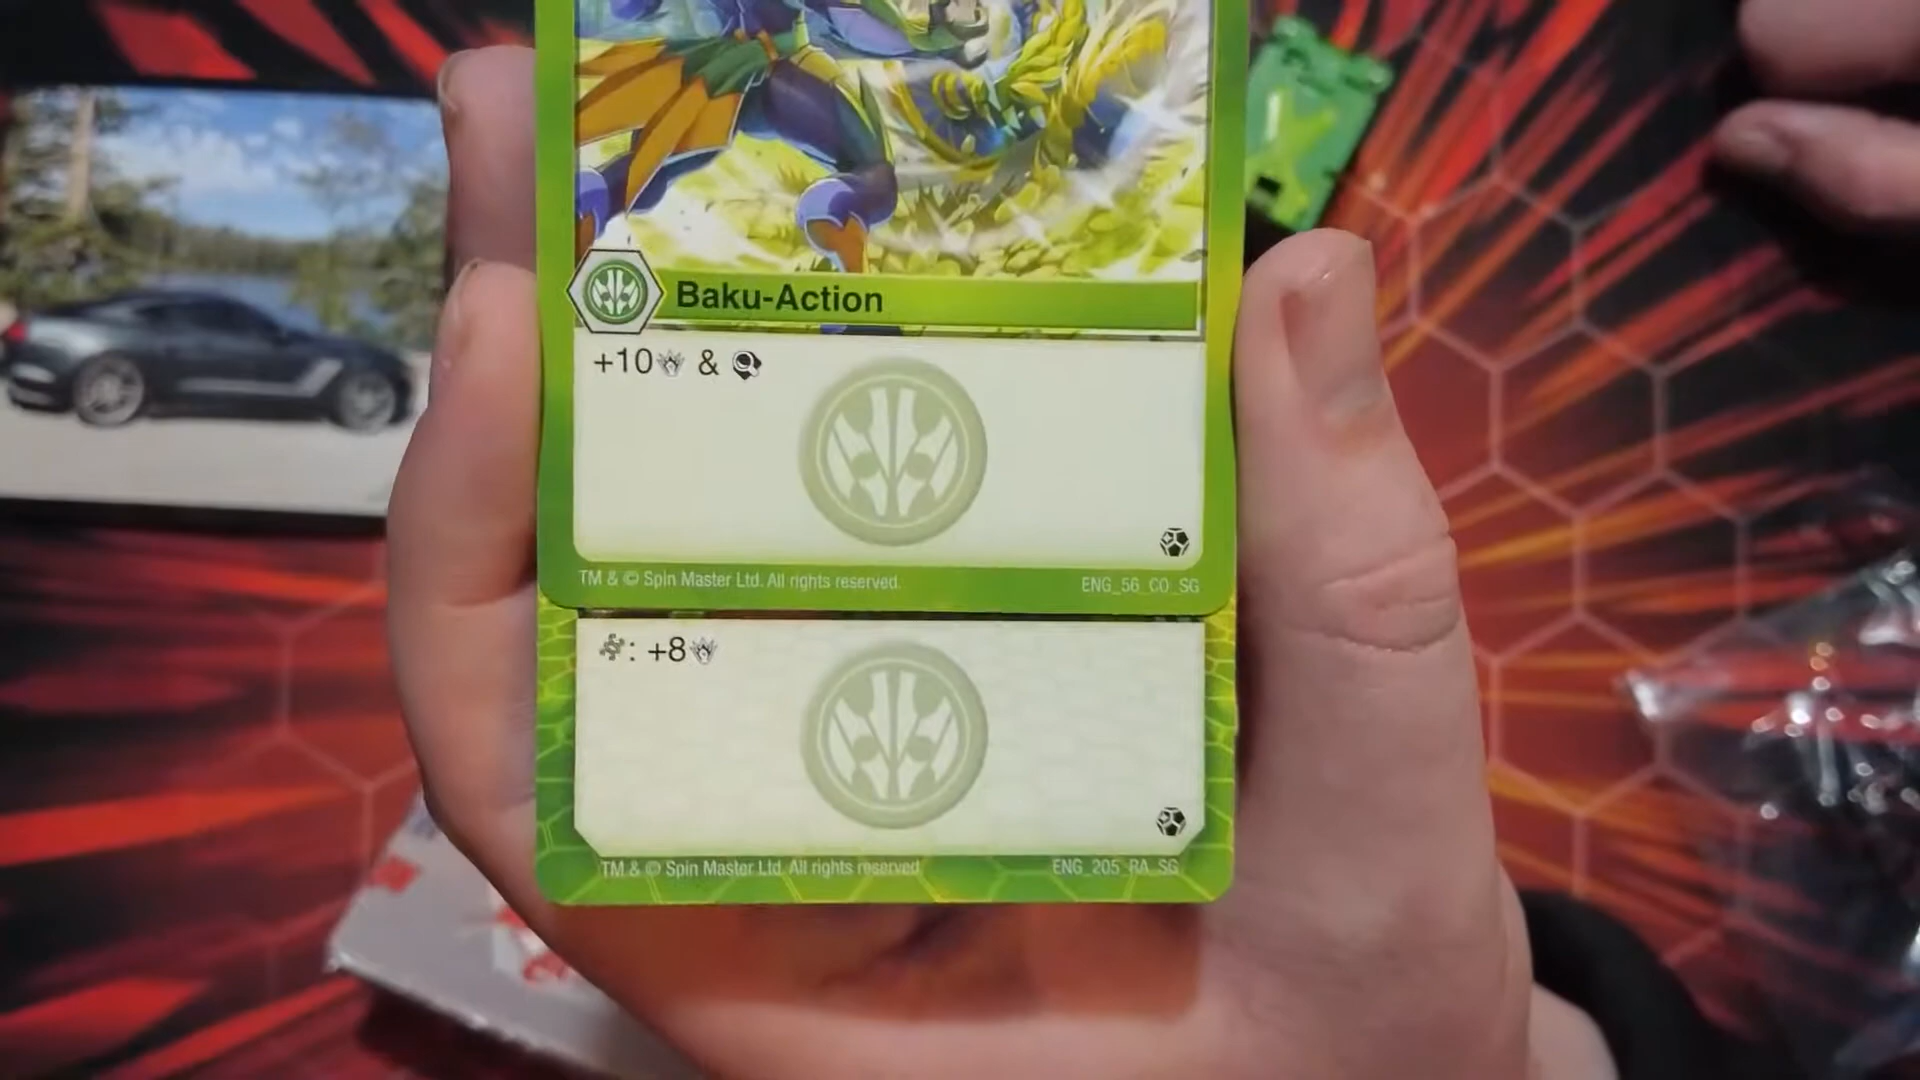 Baku-Action
+10 &
TM & © Spin Master Ltd. All rights reserved.
ENG_56_CO_SG
: +8
TM & © Spin Master Ltd. All rights reserved.
ENG_205_RA_SG